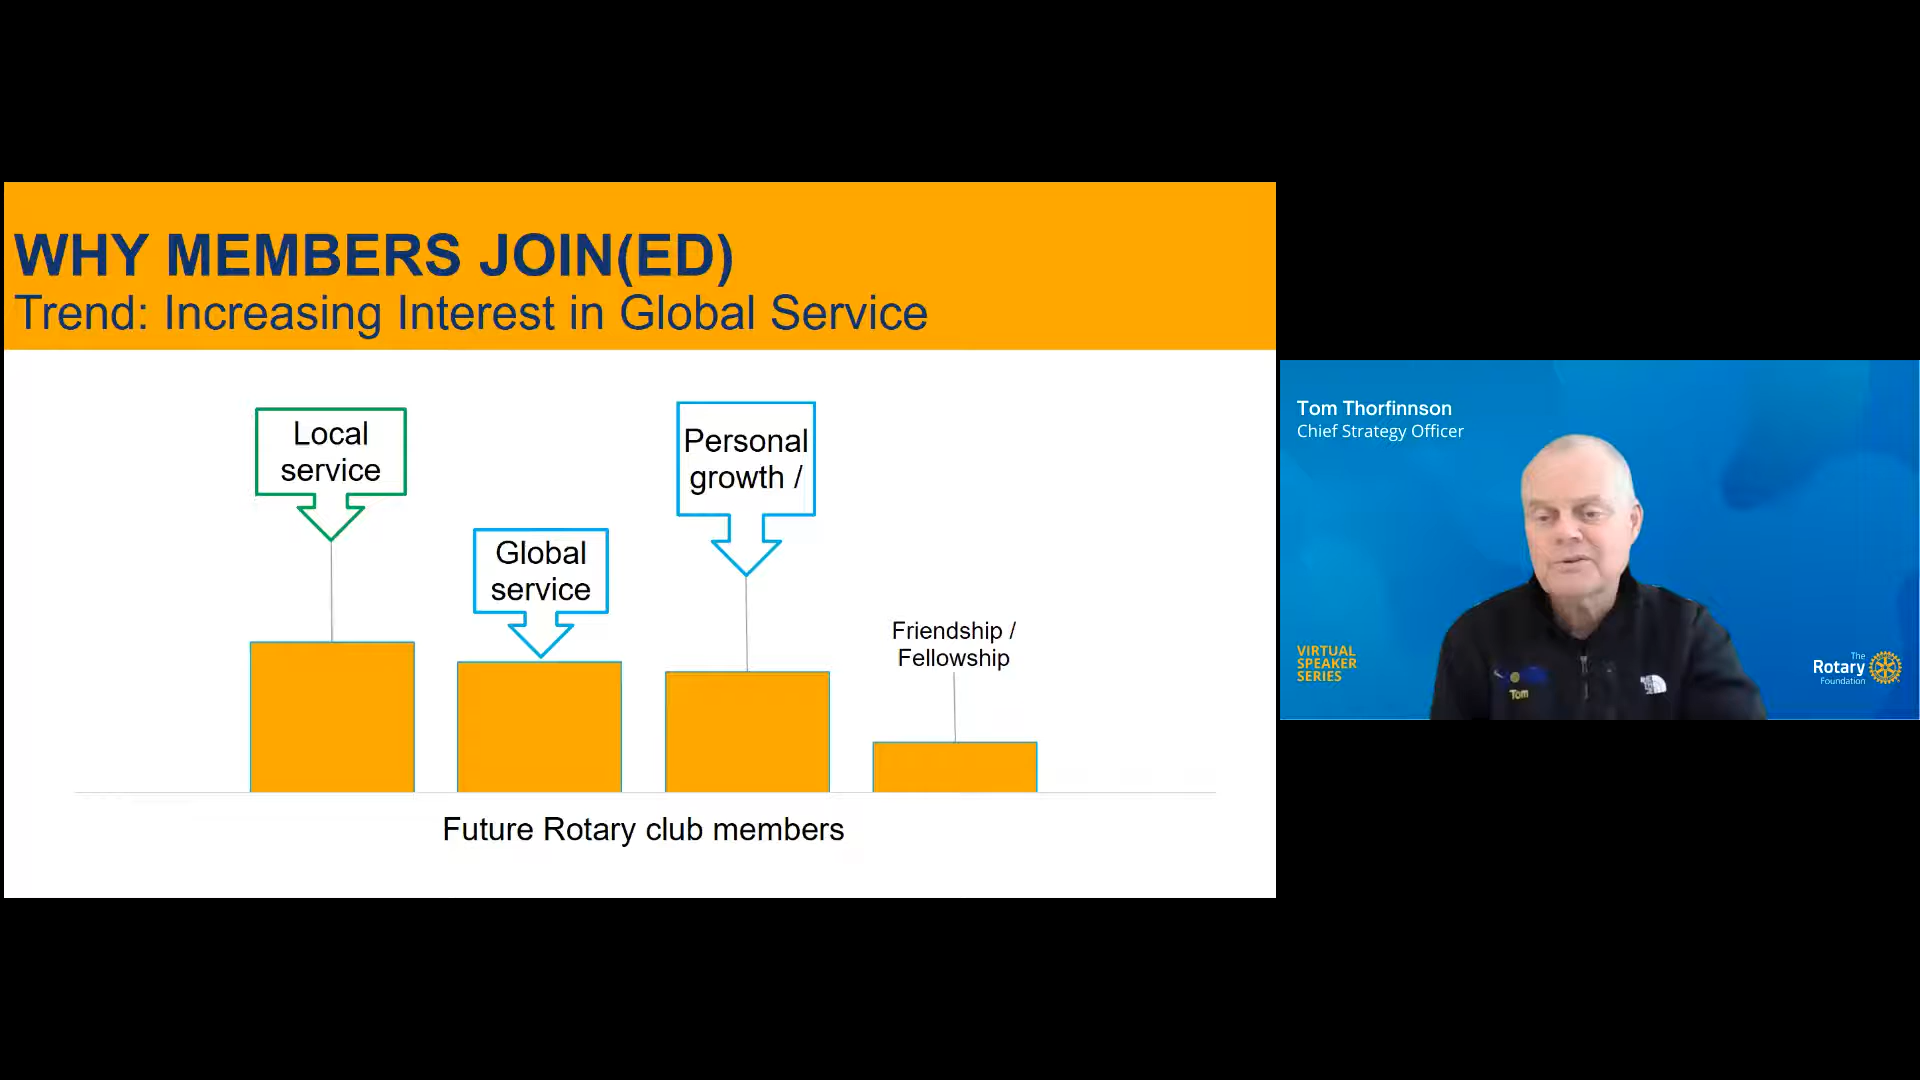 WHY MEMBERS JOIN(ED)
Trend: Increasing Interest in Global Service
Local
service
Global
service
Personal
growth /
Friendship /
Fellowship
Future Rotary club members
Tom Thorfinnson
Chief Strategy Officer
VIRTUAL
SPEAKER
SERIES
Tom
The
Rotary
Foundation